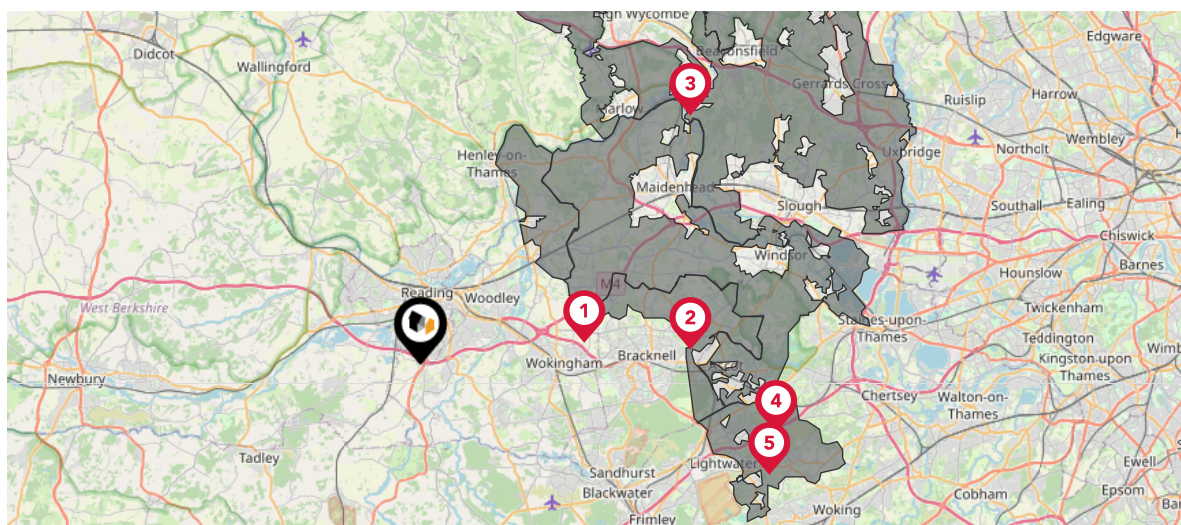 High Wycombe
Edgware
Didcot
Beaconsfield
Wallingford
Gerrards Cross
3
Ruislip
Harrow
Marlow
Wembley
Uxbridge
Northolt
Henley-on-
Thames
Maidenhead
Slough
Southall
Ealing
Chiswick
Windsor
Barnes
Hounslow
M4
Reading
Woodley
West Berkshire
Twickenham
1
2
Staines-upon-
Thames
Teddington
Bracknell
Wokingham
Kingston upon
Thames
Wimb
Newbury
Chertsey
Walton-on-
Thames
4
5
Tadley
Lightwater
Sandhurst
Ewell
Blackwater
Cobham
Epsom
Ban
Woking
Frimley